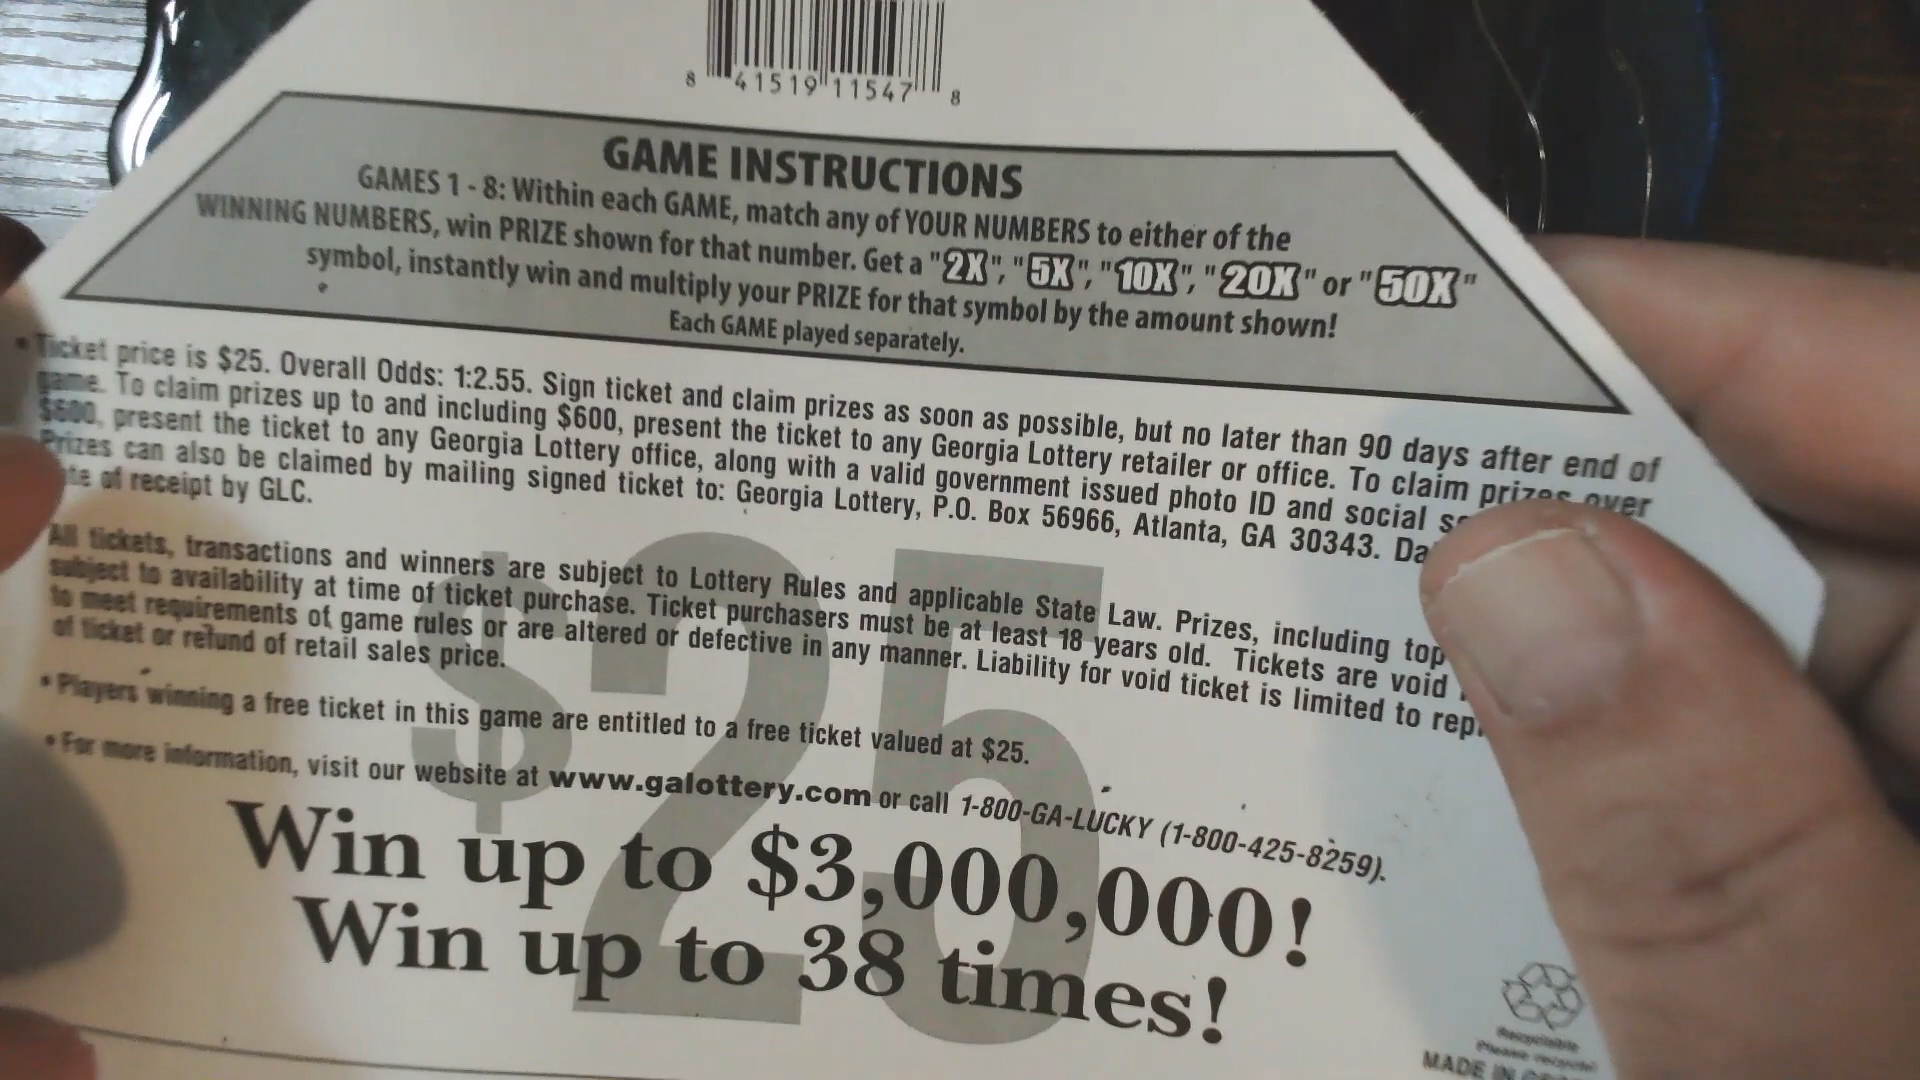 8 41519 11547 8
GAME INSTRUCTIONS
GAMES 1 - 8: Within each GAME, match any of YOUR NUMBERS to either of the
WINNING NUMBERS, win PRIZE shown for that number. Get a "2X", "5X", "10X", "20X" or "50X"
symbol, instantly win and multiply your PRIZE for that symbol by the amount shown!
Each GAME played separately.
• Ticket price is $25. Overall Odds: 1:2.55. Sign ticket and claim prizes as soon as possible, but no later than 90 days after end of
game. To claim prizes up to and including $600, present the ticket to any Georgia Lottery retailer or office. To claim prizes over
$600, present the ticket to any Georgia Lottery office, along with a valid government issued photo ID and social
Prizes can also be claimed by mailing signed ticket to: Georgia Lottery, P.O. Box 56966, Atlanta, GA 30343.
of receipt by GLC.
All tickets, transactions and winners are subject to Lottery Rules and applicable State Law. Prizes, including top
subject to availability at time of ticket purchase. Ticket purchasers must be at least 18 years old. Tickets are void
to meet requirements of game rules or are altered or defective in any manner. Liability for void ticket is limited to
of ticket or refund of retail sales price.
• Players winning a free ticket in this game are entitled to a free ticket valued at $25.
• For more information, visit our website at www.galottery.com or call 1-800-GA-LUCKY (1-800-425-8259).
$25
Win up to $3,000,000!
Win up to 38 times!
Recyclable
Please recycle!
MADE IN